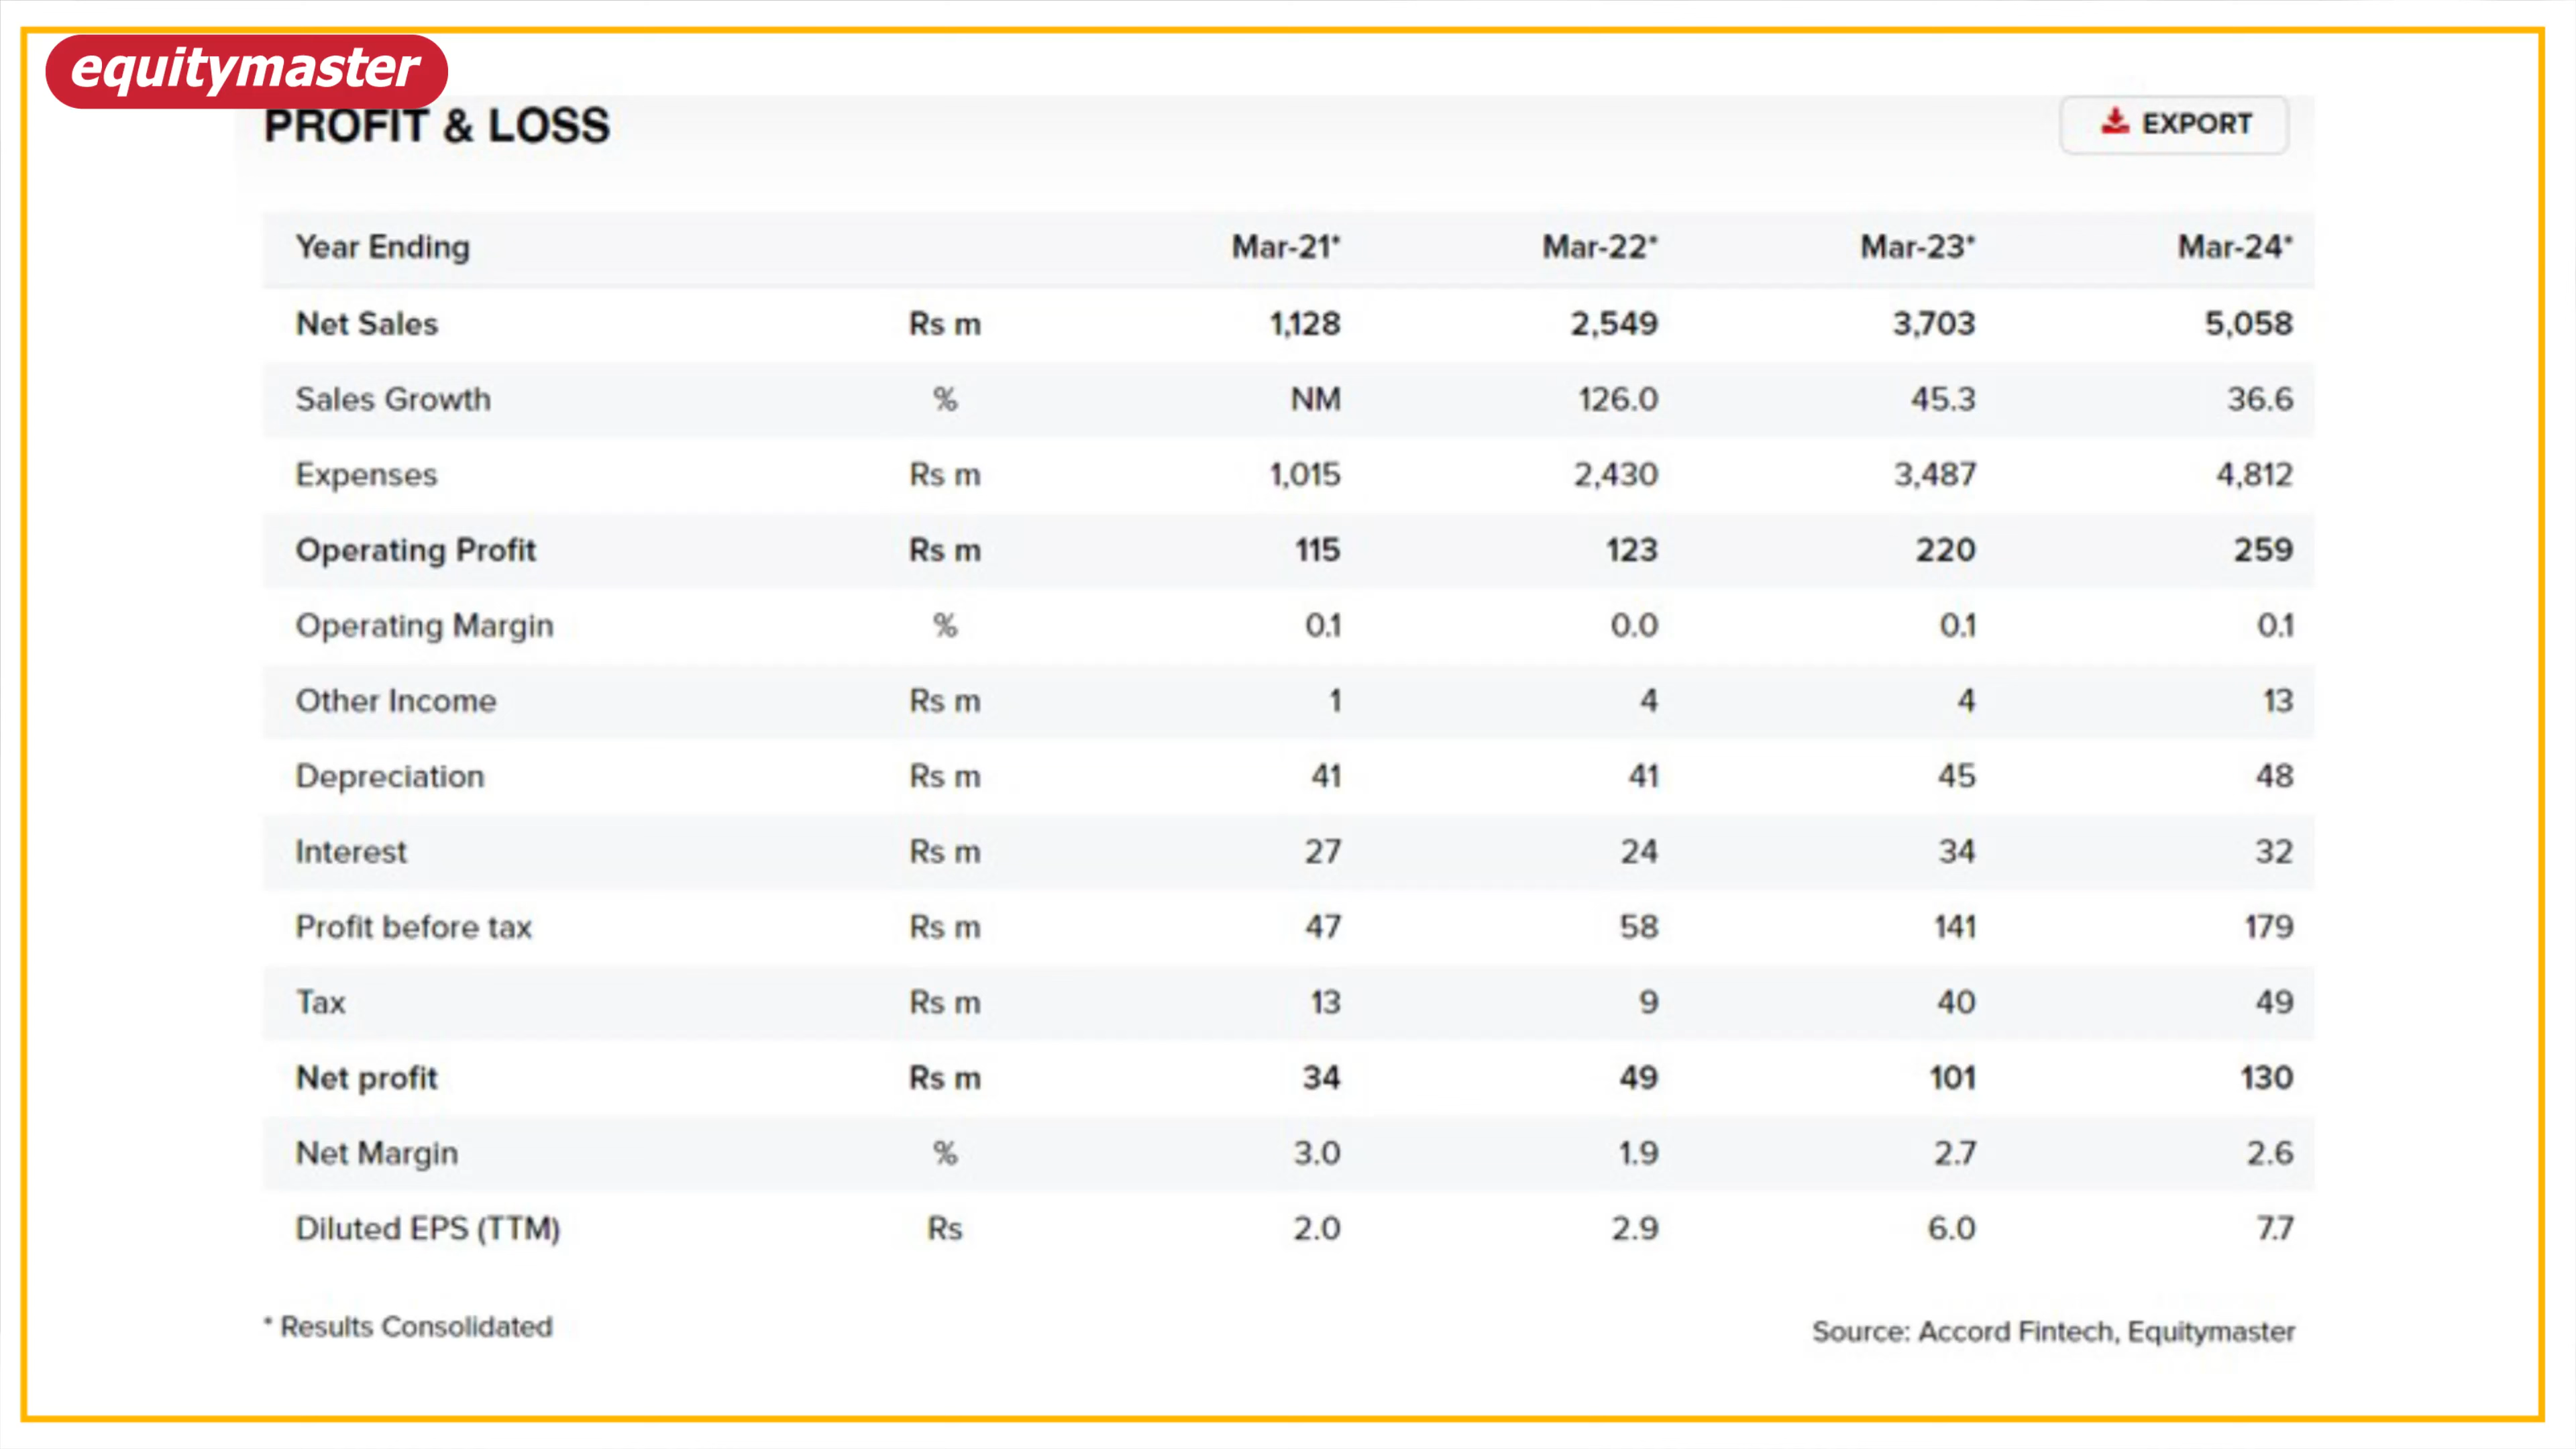 equitymaster
PROFIT & LOSS
EXPORT
Year Ending Mar-21* Mar-22* Mar-23* Mar-24*
Net Sales Rs m 1,128 2,549 3,703 5,058
Sales Growth % NM 126.0 45.3 36.6
Expenses Rs m 1,015 2,430 3,487 4,812
Operating Profit Rs m 115 123 220 259
Operating Margin % 0.1 0.0 0.1 0.1
Other Income Rs m 1 4 4 13
Depreciation Rs m 41 41 45 48
Interest Rs m 27 24 34 32
Profit before tax Rs m 47 58 141 179
Tax Rs m 13 9 40 49
Net profit Rs m 34 49 101 130
Net Margin % 3.0 1.9 2.7 2.6
Diluted EPS (TTM) Rs 2.0 2.9 6.0 7.7
* Results Consolidated
Source: Accord Fintech, Equitymaster